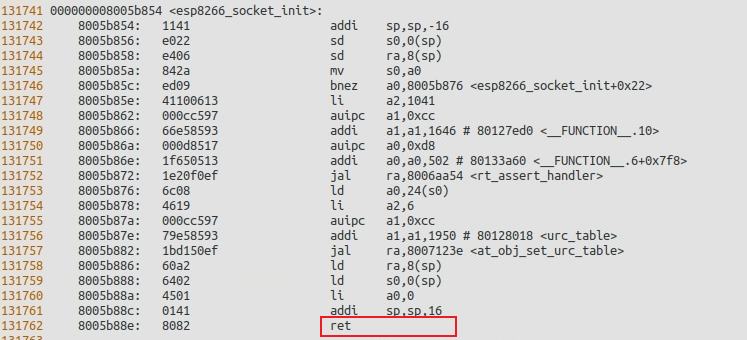 131741 000000008005b854 <esp8266_socket_init>:
131742 8005b854: 1141 addi sp,sp,-16
131743 8005b856: e022 sd s0,0(sp)
131744 8005b858: e406 sd ra,8(sp)
131745 8005b85a: 842a mv s0,a0
131746 8005b85c: ed09 bnez a0,8005b876 <esp8266_socket_init+0x22>
131747 8005b85e: 41100613 li a2,1041
131748 8005b862: 000cc597 auipc a1,0xcc
131749 8005b866: 66e58593 addi a1,a1,1646 # 80127ed0 <__FUNCTION__.10>
131750 8005b86a: 000d8517 auipc a0,0xd8
131751 8005b86e: 1f650513 addi a0,a0,502 # 80133a60 <__FUNCTION__.6+0x7f8>
131752 8005b872: 1e20f0ef jal ra,8006aa54 <rt_assert_handler>
131753 8005b876: 6c08 ld a0,24(s0)
131754 8005b878: 4619 li a2,6
131755 8005b87a: 000cc597 auipc a1,0xcc
131756 8005b87e: 79e58593 addi a1,a1,1950 # 80128018 <urc_table>
131757 8005b882: 1bd150ef jal ra,8007123e <at_obj_set_urc_table>
131758 8005b886: 60a2 ld ra,8(sp)
131759 8005b888: 6402 ld s0,0(sp)
131760 8005b88a: 4501 li a0,0
131761 8005b88c: 0141 addi sp,sp,16
131762 8005b88e: 8082 ret